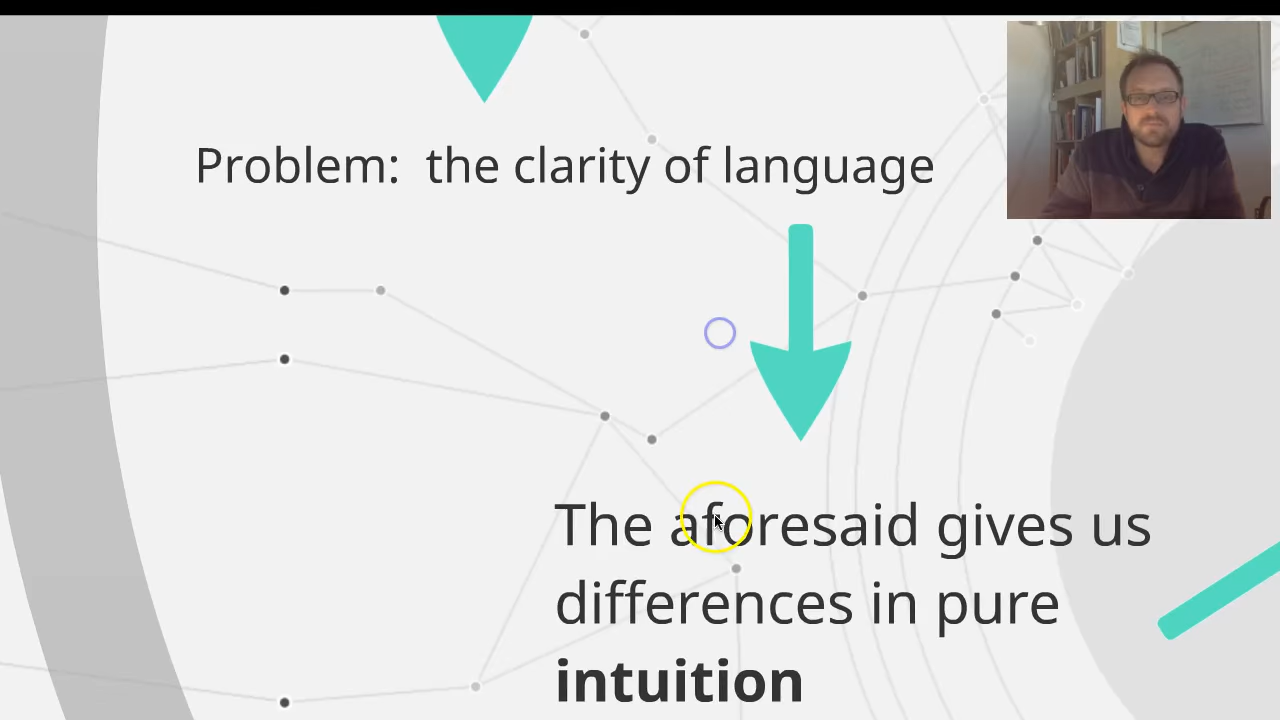 Problem:  the clarity of language
The aforesaid gives us
differences in pure
intuition